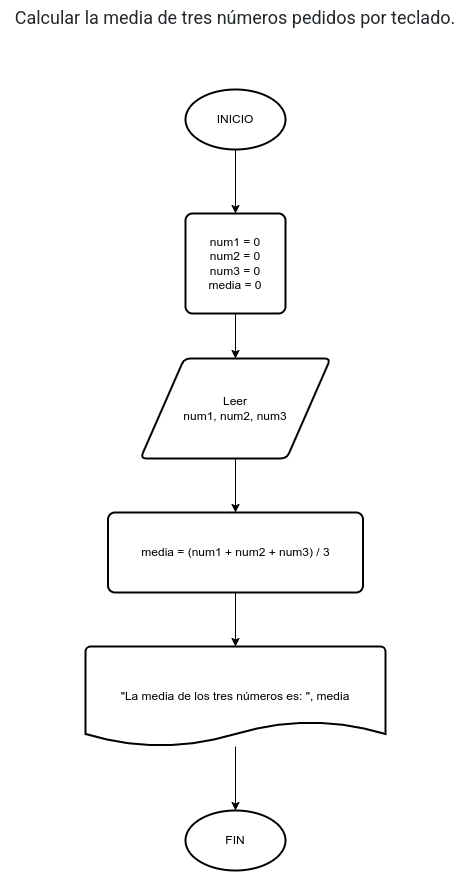 Calcular la media de tres números pedidos por teclado.
INICIO
num1 = 0
num2 = 0
num3 = 0
media = 0
Leer
num1, num2, num3
media = (num1 + num2 + num3) / 3
"La media de los tres números es: ", media
FIN